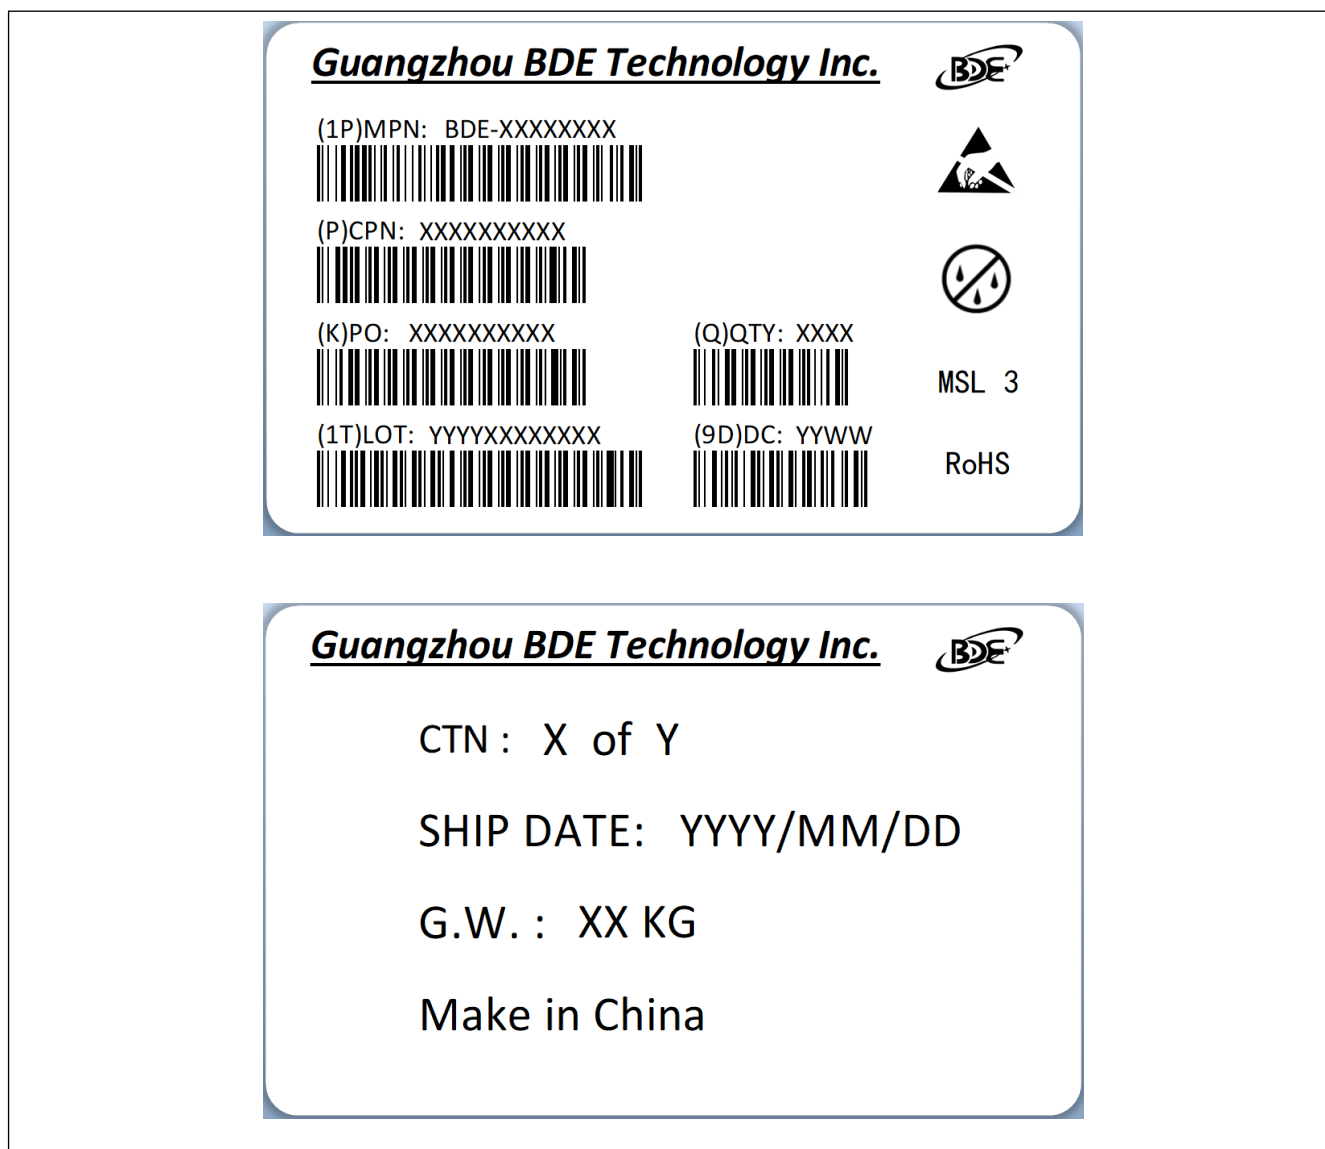 Guangzhou BDE Technology Inc. BDE
(1P)MPN: BDE-XXXXXXXX
(P)CPN: XXXXXXXXXX
(K)PO: XXXXXXXXXX (Q)QTY: XXXX
MSL 3
(1T)LOT: YYYYXXXXXXXX (9D)DC: YYWW
RoHS
Guangzhou BDE Technology Inc. BDE
CTN : X of Y
SHIP DATE: YYYY/MM/DD
G.W. : XX KG
Make in China